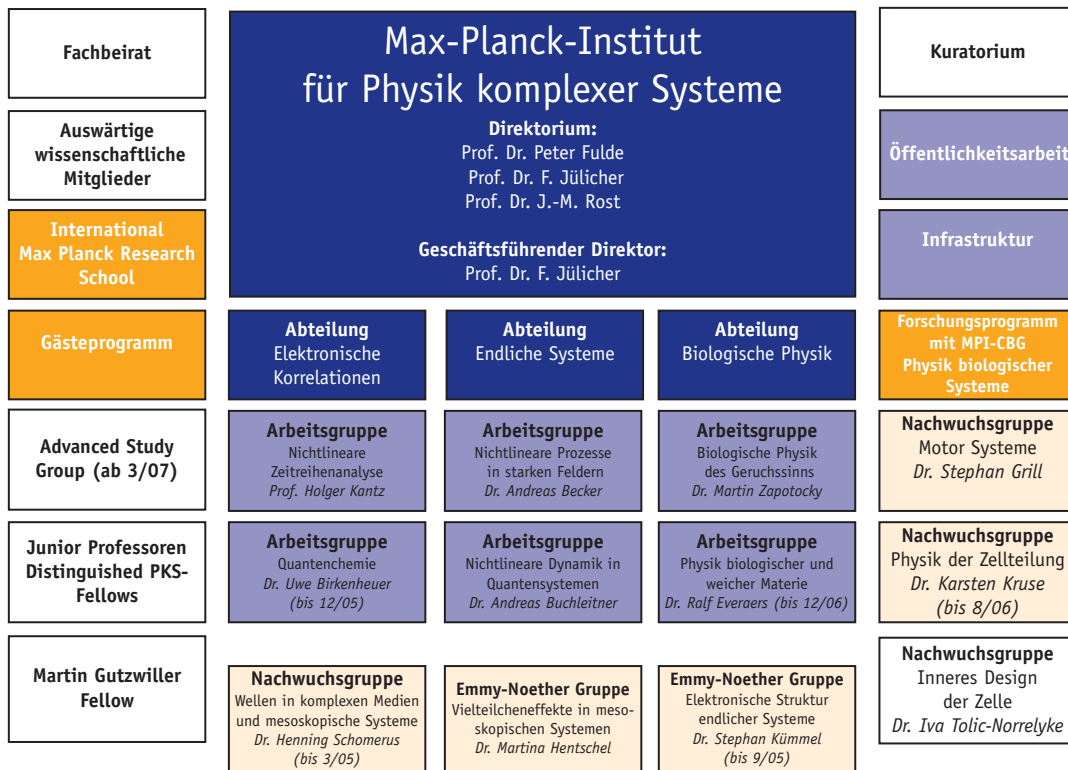 Fachbeirat
Max-Planck-Institut
für Physik komplexer Systeme
Direktorium:
Prof. Dr. Peter Fulde
Prof. Dr. F. Jülicher
Prof. Dr. J.-M. Rost
Geschäftsführender Direktor:
Prof. Dr. F. Jülicher
Kuratorium
Auswärtige
wissenschaftliche
Mitglieder
Öffentlichkeitsarbeit
International
Max Planck Research
School
Infrastruktur
Gästeprogramm
Abteilung
Elektronische
Korrelationen
Abteilung
Endliche Systeme
Abteilung
Biologische Physik
Forschungsprogramm
mit MPI-CBG
Physik biologischer
Systeme
Advanced Study
Group (ab 3/07)
Arbeitsgruppe
Nichtlineare
Zeitreihenanalyse
Prof. Holger Kantz
Arbeitsgruppe
Nichtlineare Prozesse
in starken Feldern
Dr. Andreas Becker
Arbeitsgruppe
Biologische Physik
des Geruchssinns
Dr. Martin Zapotocky
Nachwuchsgruppe
Motor Systeme
Dr. Stephan Grill
Junior Professoren
Distinguished PKS-
Fellows
Arbeitsgruppe
Quantenchemie
Dr. Uwe Birkenheuer
(bis 12/05)
Arbeitsgruppe
Nichtlineare Dynamik in
Quantensystemen
Dr. Andreas Buchleitner
Arbeitsgruppe
Physik biologischer und
weicher Materie
Dr. Ralf Everaers (bis 12/06)
Nachwuchsgruppe
Physik der Zellteilung
Dr. Karsten Kruse
(bis 8/06)
Martin Gutzwiller
Fellow
Nachwuchsgruppe
Wellen in komplexen Medien
und mesoskopische Systeme
Dr. Henning Schomerus
(bis 3/05)
Emmy-Noether Gruppe
Vielteilcheneffekte in meso-
skopischen Systemen
Dr. Martina Hentschel
Emmy-Noether Gruppe
Elektronische Struktur
endlicher Systeme
Dr. Stephan Kümmel
(bis 9/05)
Nachwuchsgruppe
Inneres Design
der Zelle
Dr. Iva Tolic-Norrelyke